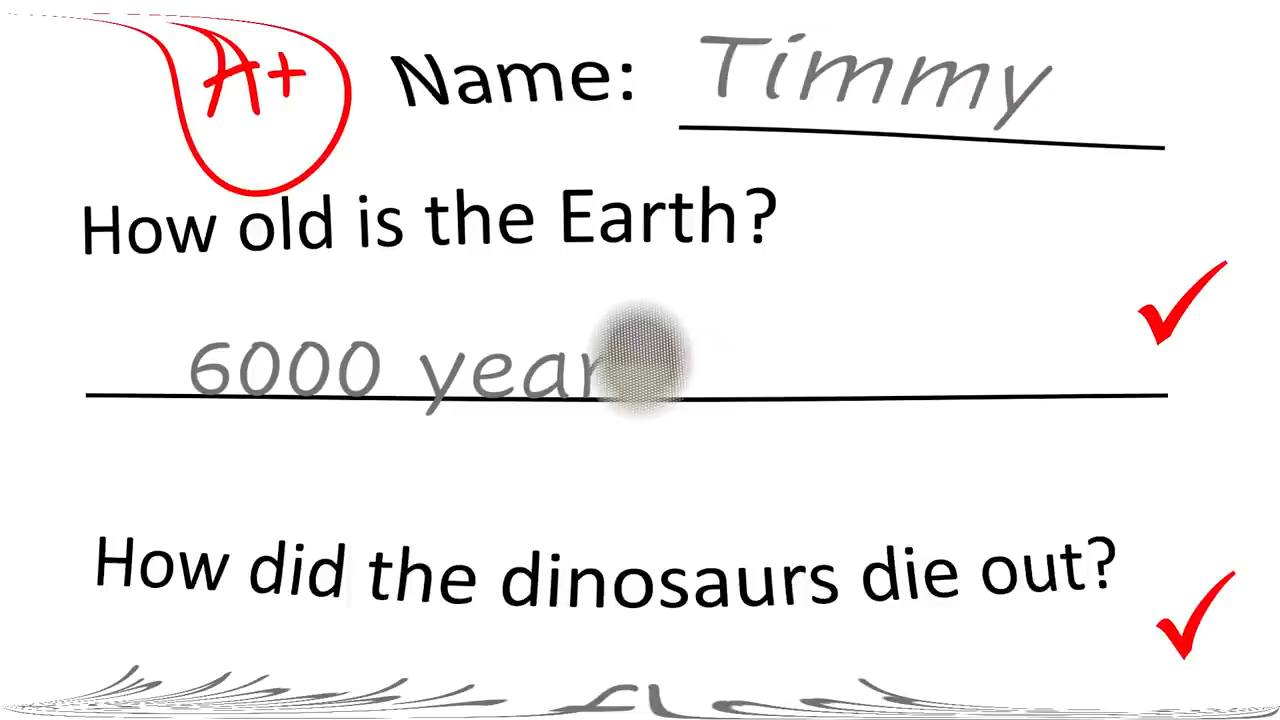 A+ Name: Timmy
How old is the Earth?
6000 year
How did the dinosaurs die out?